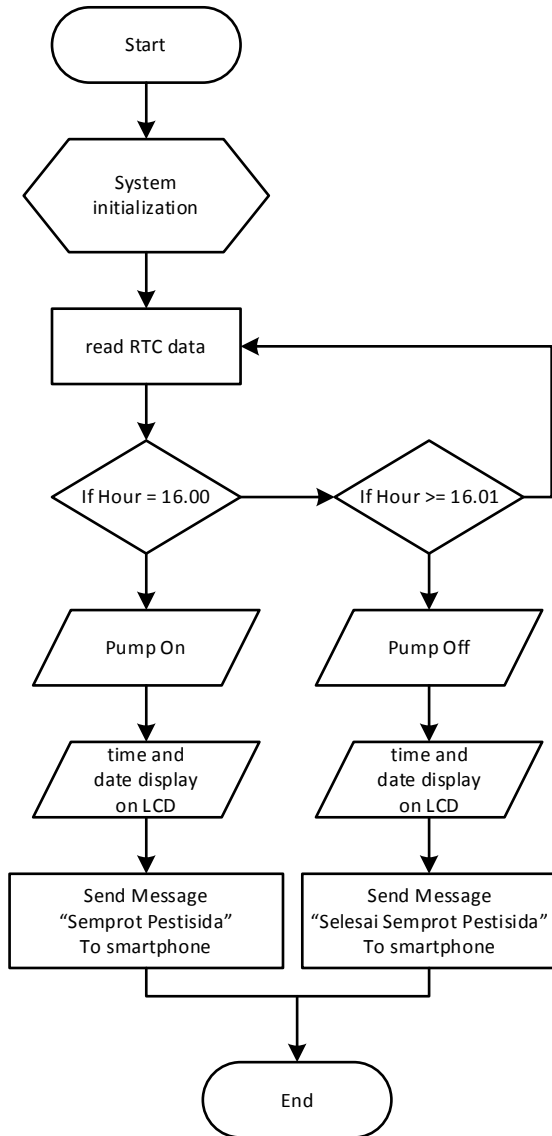 Start
System
initialization
read RTC data
If Hour = 16.00
If Hour >= 16.01
Pump On
Pump Off
time and
date display
on LCD
time and
date display
on LCD
Send Message
“Semprot Pestisida”
To smartphone
Send Message
“Selesai Semprot Pestisida”
To smartphone
End